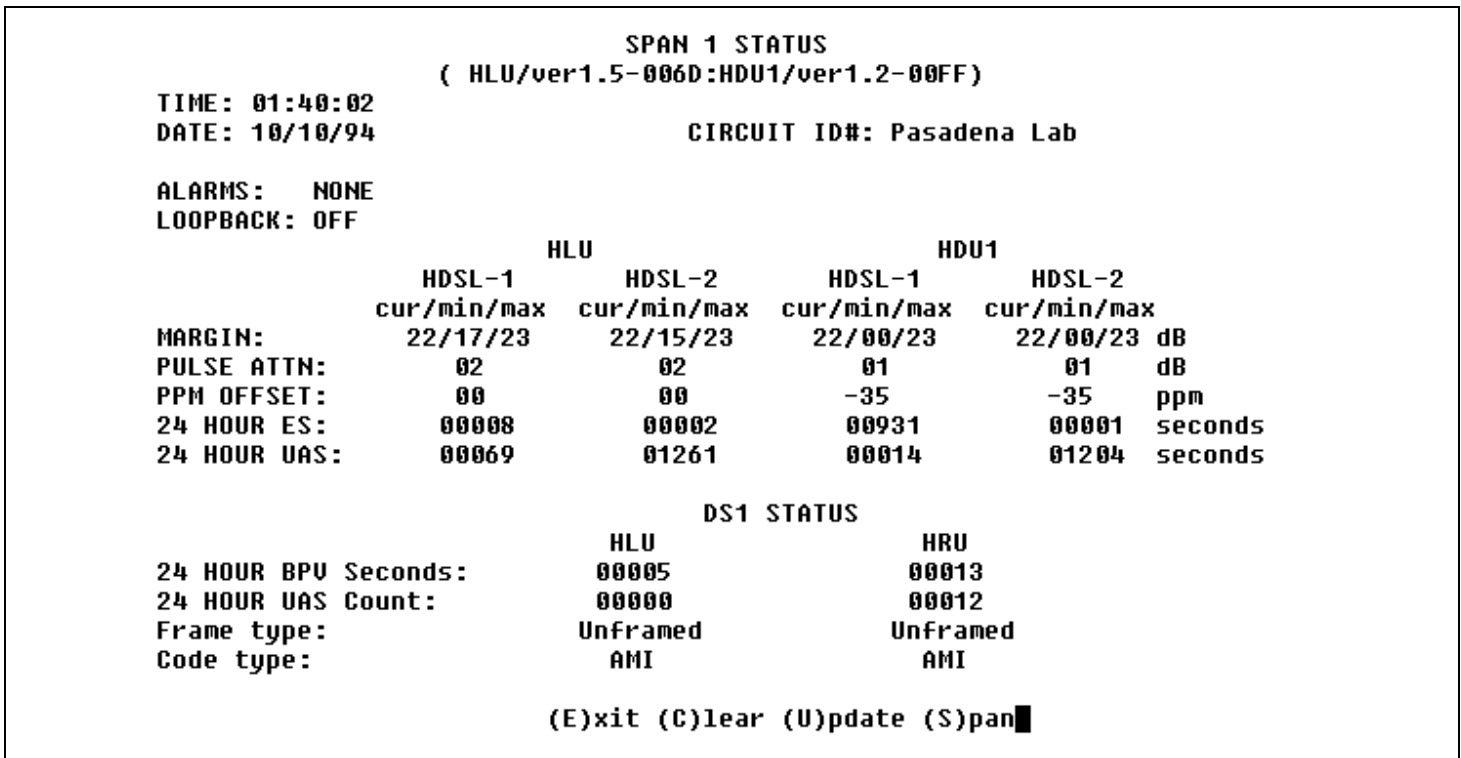 SPAN 1 STATUS
( HLU/ver1.5-006D:HDU1/ver1.2-00FF)
TIME: 01:40:02
DATE: 10/10/94 CIRCUIT ID#: Pasadena Lab
ALARMS: NONE
LOOPBACK: OFF
HLU HDU1
HDSL-1 HDSL-2 HDSL-1 HDSL-2
cur/min/max cur/min/max cur/min/max cur/min/max
MARGIN: 22/17/23 22/15/23 22/00/23 22/00/23 dB
PULSE ATTN: 02 02 01 01 dB
PPM OFFSET: 00 00 -35 -35 ppm
24 HOUR ES: 00008 00002 00931 00001 seconds
24 HOUR UAS: 00069 01261 00014 01204 seconds
DS1 STATUS
HLU HRU
24 HOUR BPV Seconds: 00005 00013
24 HOUR UAS Count: 00000 00012
Frame type: Unframed Unframed
Code type: AMI AMI
(E)xit (C)lear (U)pdate (S)pan